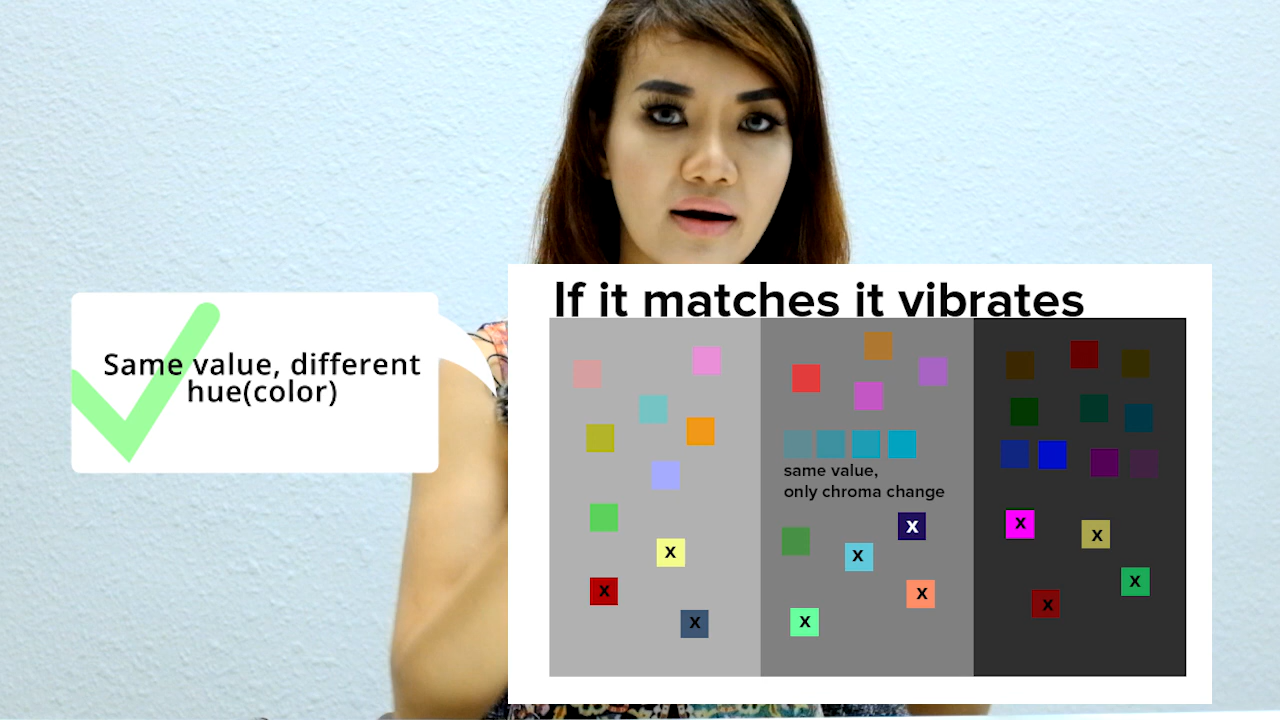 If it matches it vibrates
Same value, different
hue(color)
same value,
only chroma change
X
X
X
X
X
X
X
X
X
X
X